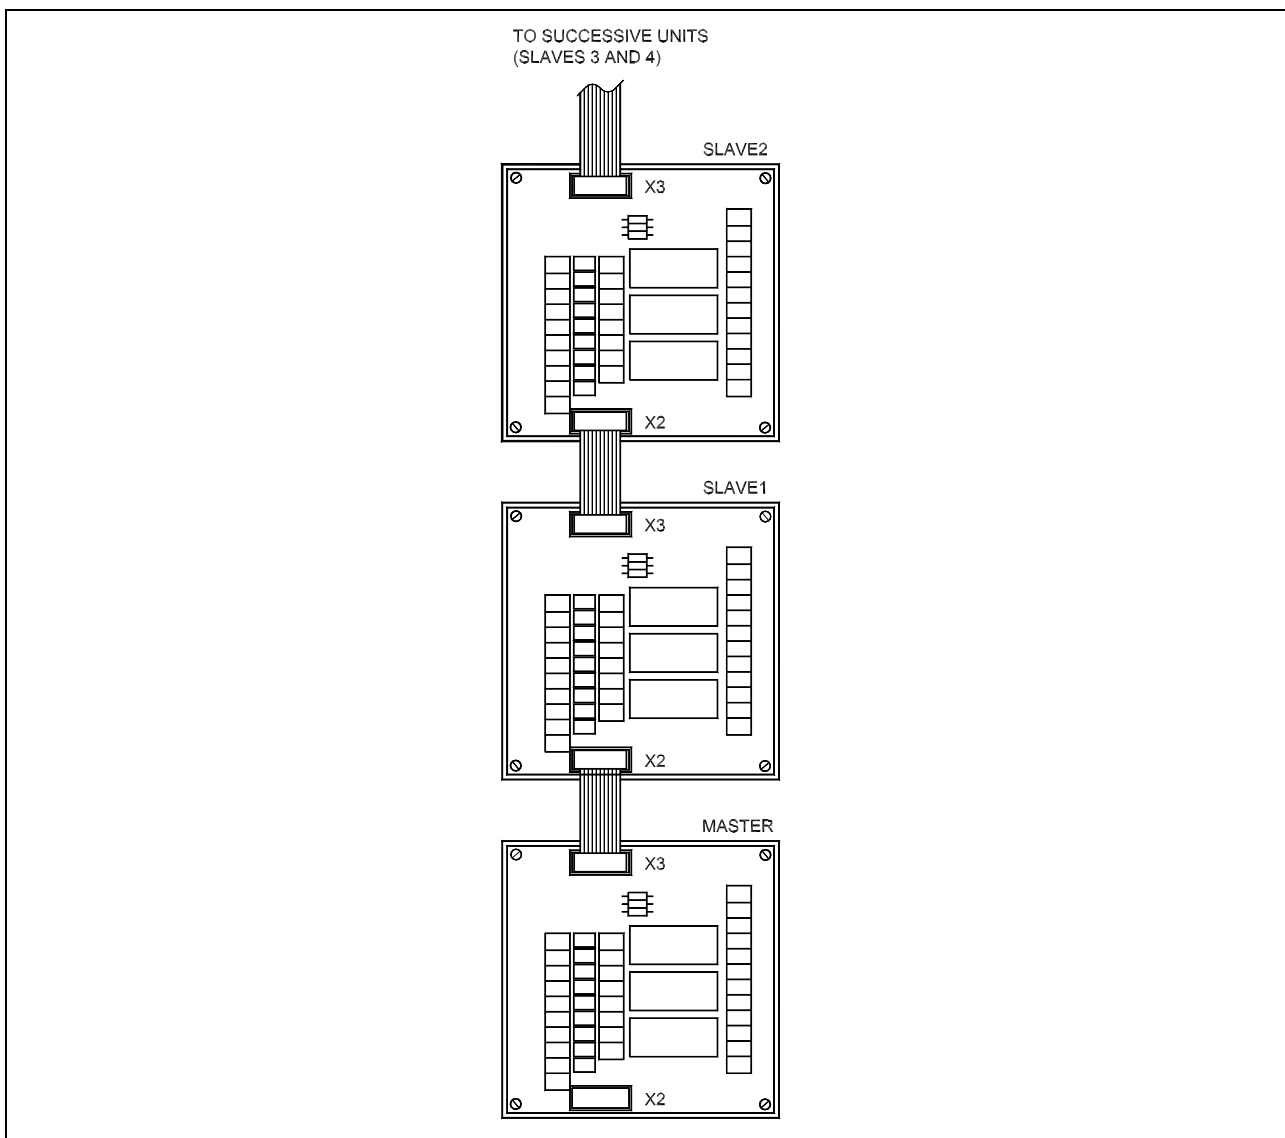 TO SUCCESSIVE UNITS
(SLAVES 3 AND 4)
SLAVE2
X3
X2
SLAVE1
X3
X2
MASTER
X3
X2